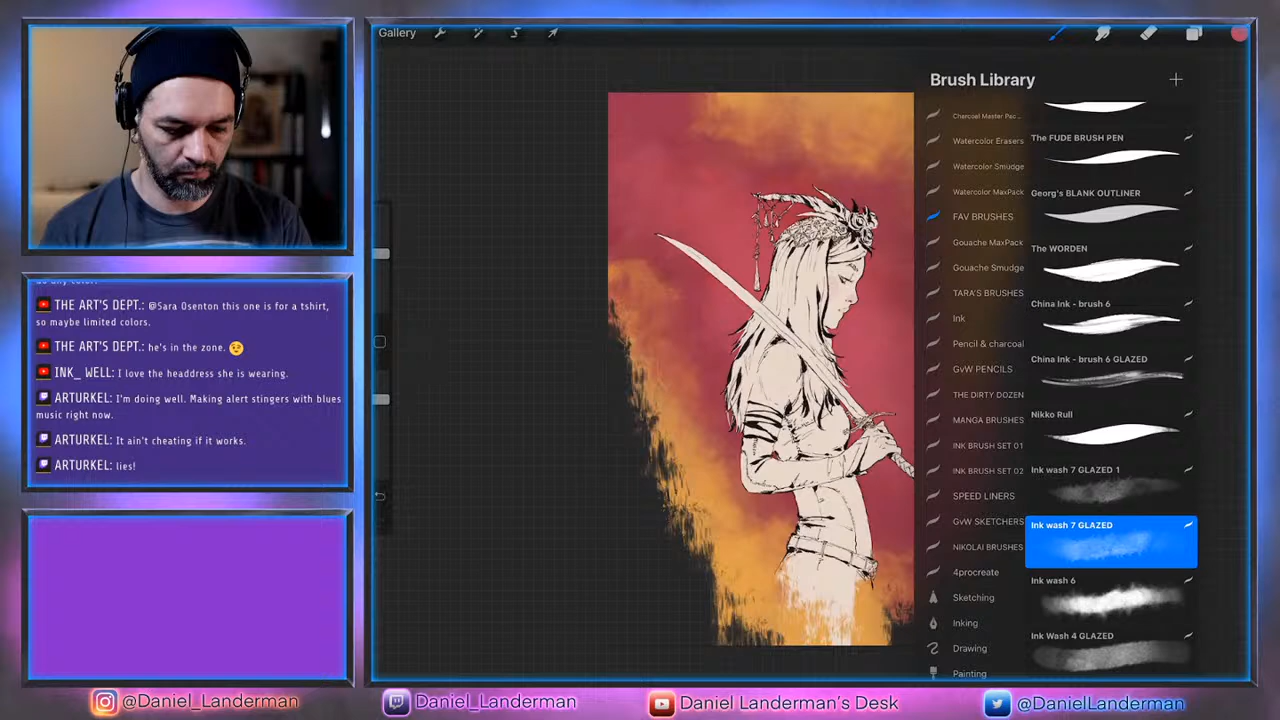 Gallery
Brush Library
Charcoal Master Pac...
Watercolor Erasers
Watercolor Smudge
Watercolor MaxPack
FAV BRUSHES
Gouache MaxPack
Gouache Smudge
TARA'S BRUSHES
Ink
Pencil & charcoal
GvW PENCILS
THE DIRTY DOZEN
MANGA BRUSHES
INK BRUSH SET 01
INK BRUSH SET 02
SPEED LINERS
GvW SKETCHERS
NIKOLAI BRUSHES
4procreate
Sketching
Inking
Drawing
Painting
The FUDE BRUSH PEN
Georg's BLANK OUTLINER
The WORDEN
China Ink - brush 6
China Ink - brush 6 GLAZED
Nikko Rull
Ink wash 7 GLAZED 1
Ink wash 7 GLAZED
Ink wash 6
Ink Wash 4 GLAZED
THE ART'S DEPT.: @Sara Osenton this one is for a tshirt,
so maybe limited colors.
THE ART'S DEPT.: he's in the zone.
INK_ WELL: I love the headdress she is wearing.
ARTURKEL: I'm doing well. Making alert stingers with blues
music right now.
ARTURKEL: It ain't cheating if it works.
ARTURKEL: lies!
@Daniel_Landerman
Daniel_Landerman
Daniel Landerman's Desk
@DanielLanderman